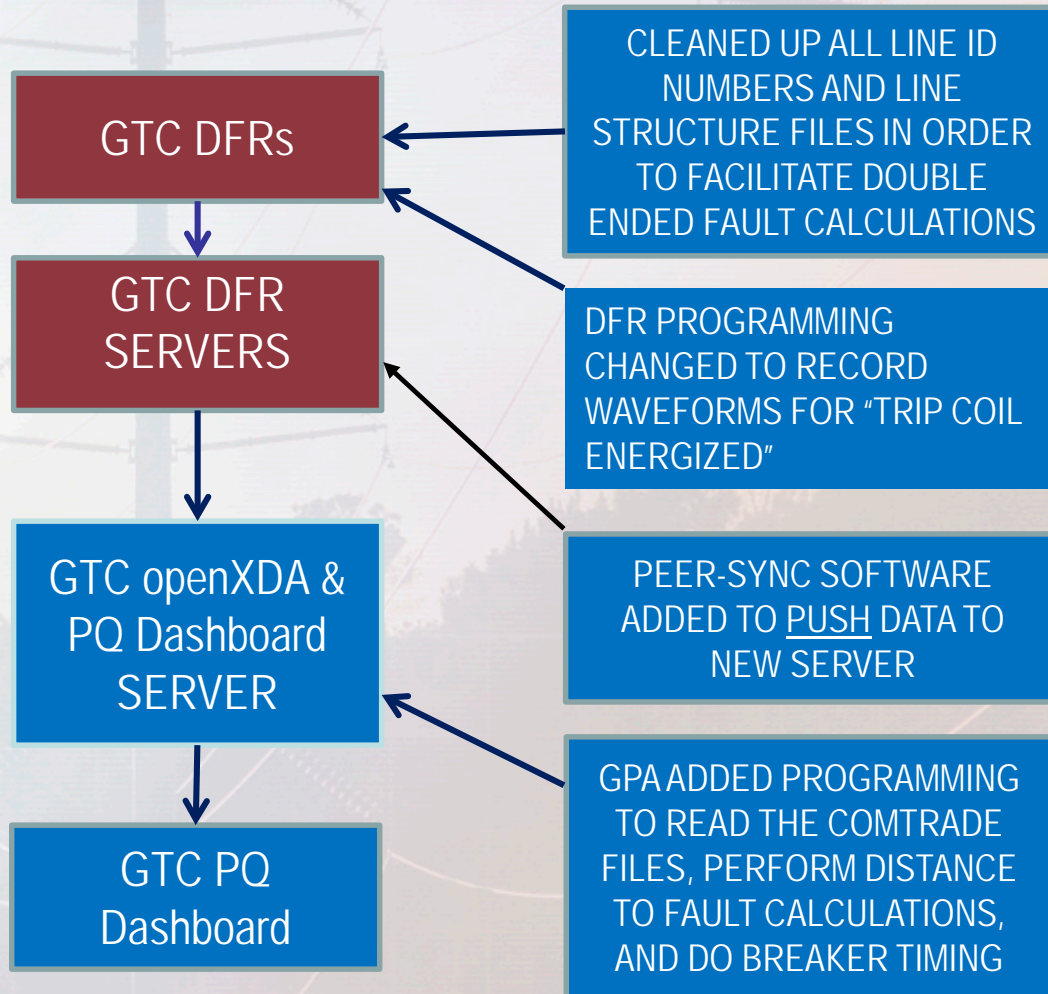 GTC DFRs
GTC DFR
SERVERS
GTC openXDA &
PQ Dashboard
SERVER
GTC PQ
Dashboard
CLEANED UP ALL LINE ID
NUMBERS AND LINE
STRUCTURE FILES IN ORDER
TO FACILITATE DOUBLE
ENDED FAULT CALCULATIONS
DFR PROGRAMMING
CHANGED TO RECORD
WAVEFORMS FOR “TRIP COIL
ENERGIZED”
PEER-SYNC SOFTWARE
ADDED TO PUSH DATA TO
NEW SERVER
GPA ADDED PROGRAMMING
TO READ THE COMTRADE
FILES, PERFORM DISTANCE
TO FAULT CALCULATIONS,
AND DO BREAKER TIMING